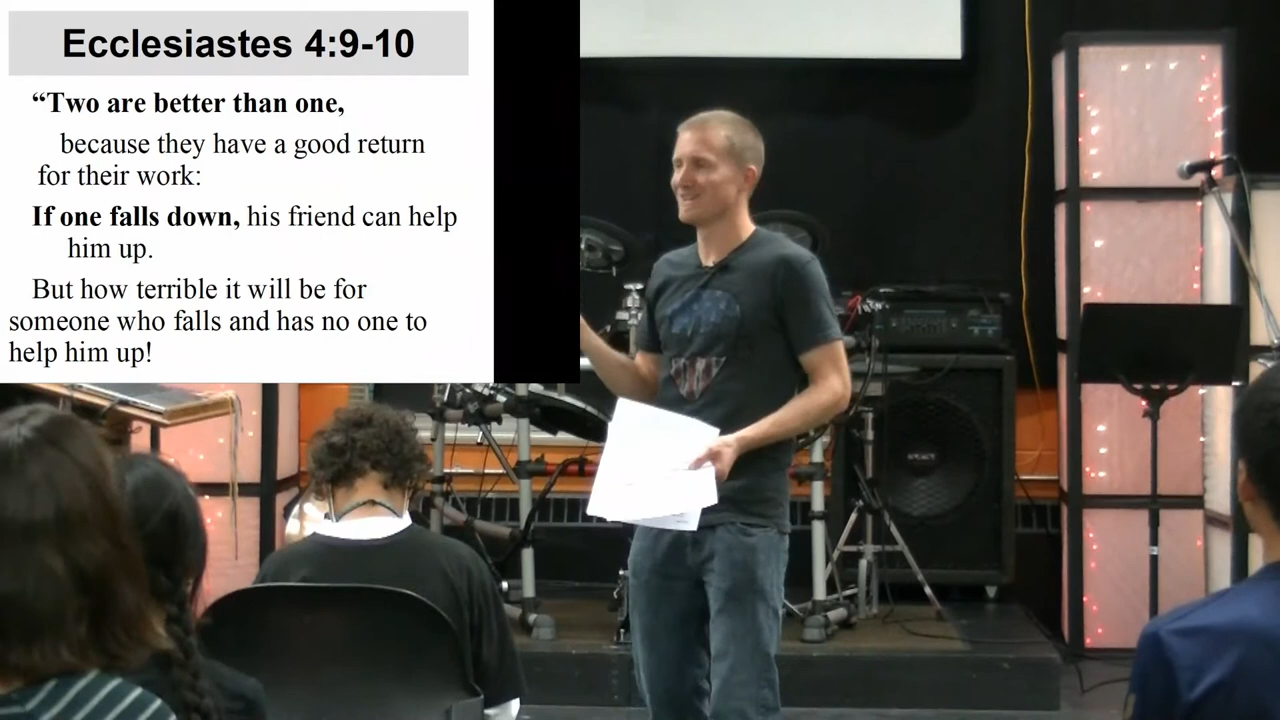 Ecclesiastes 4:9-10
“Two are better than one,
because they have a good return
for their work:
If one falls down, his friend can help
him up.
But how terrible it will be for
someone who falls and has no one to
help him up!